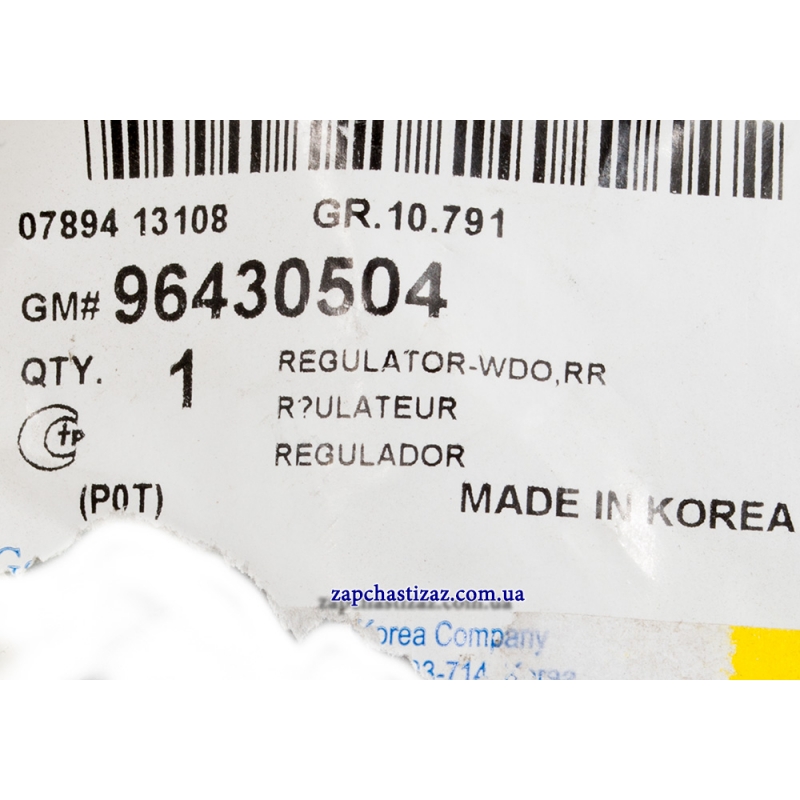 07894 13108 GR.10.791
GM# 96430504
QTY. 1 REGULATOR-WDO,RR
R?ULATEUR
REGULADOR
(P0T) MADE IN KOREA
zapchastizaz.com.ua
Korea Company
Korea